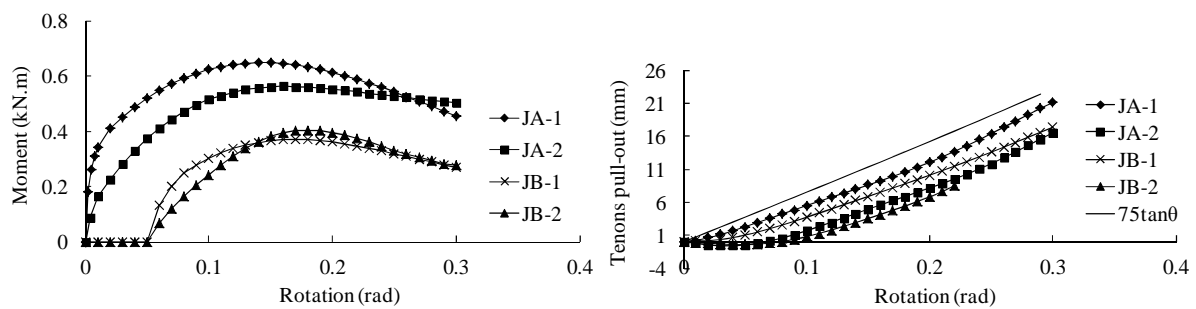 0.8
0.6
0.4
0.2
0
0 0.1 0.2 0.3 0.4
Moment (kN.m)
Rotation (rad)
JA-1
JA-2
JB-1
JB-2
26
21
16
11
6
1
-4
0 0.1 0.2 0.3 0.4
Tenons pull-out (mm)
Rotation (rad)
JA-1
JA-2
JB-1
JB-2
75tanθ